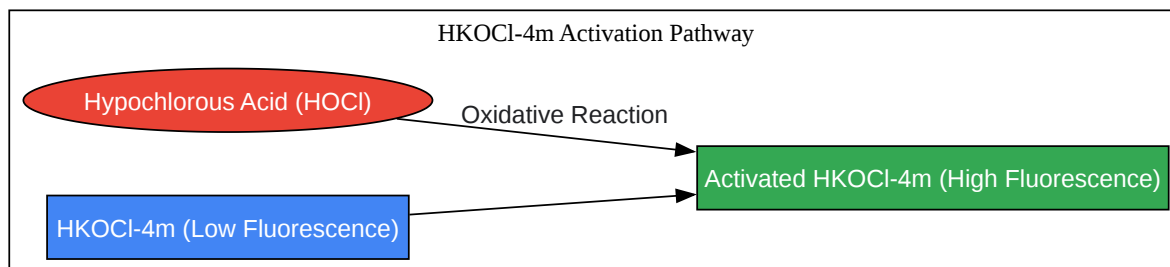 HKOCl-4m Activation Pathway
Hypochlorous Acid (HOCl)
Oxidative Reaction
Activated HKOCl-4m (High Fluorescence)
HKOCl-4m (Low Fluorescence)